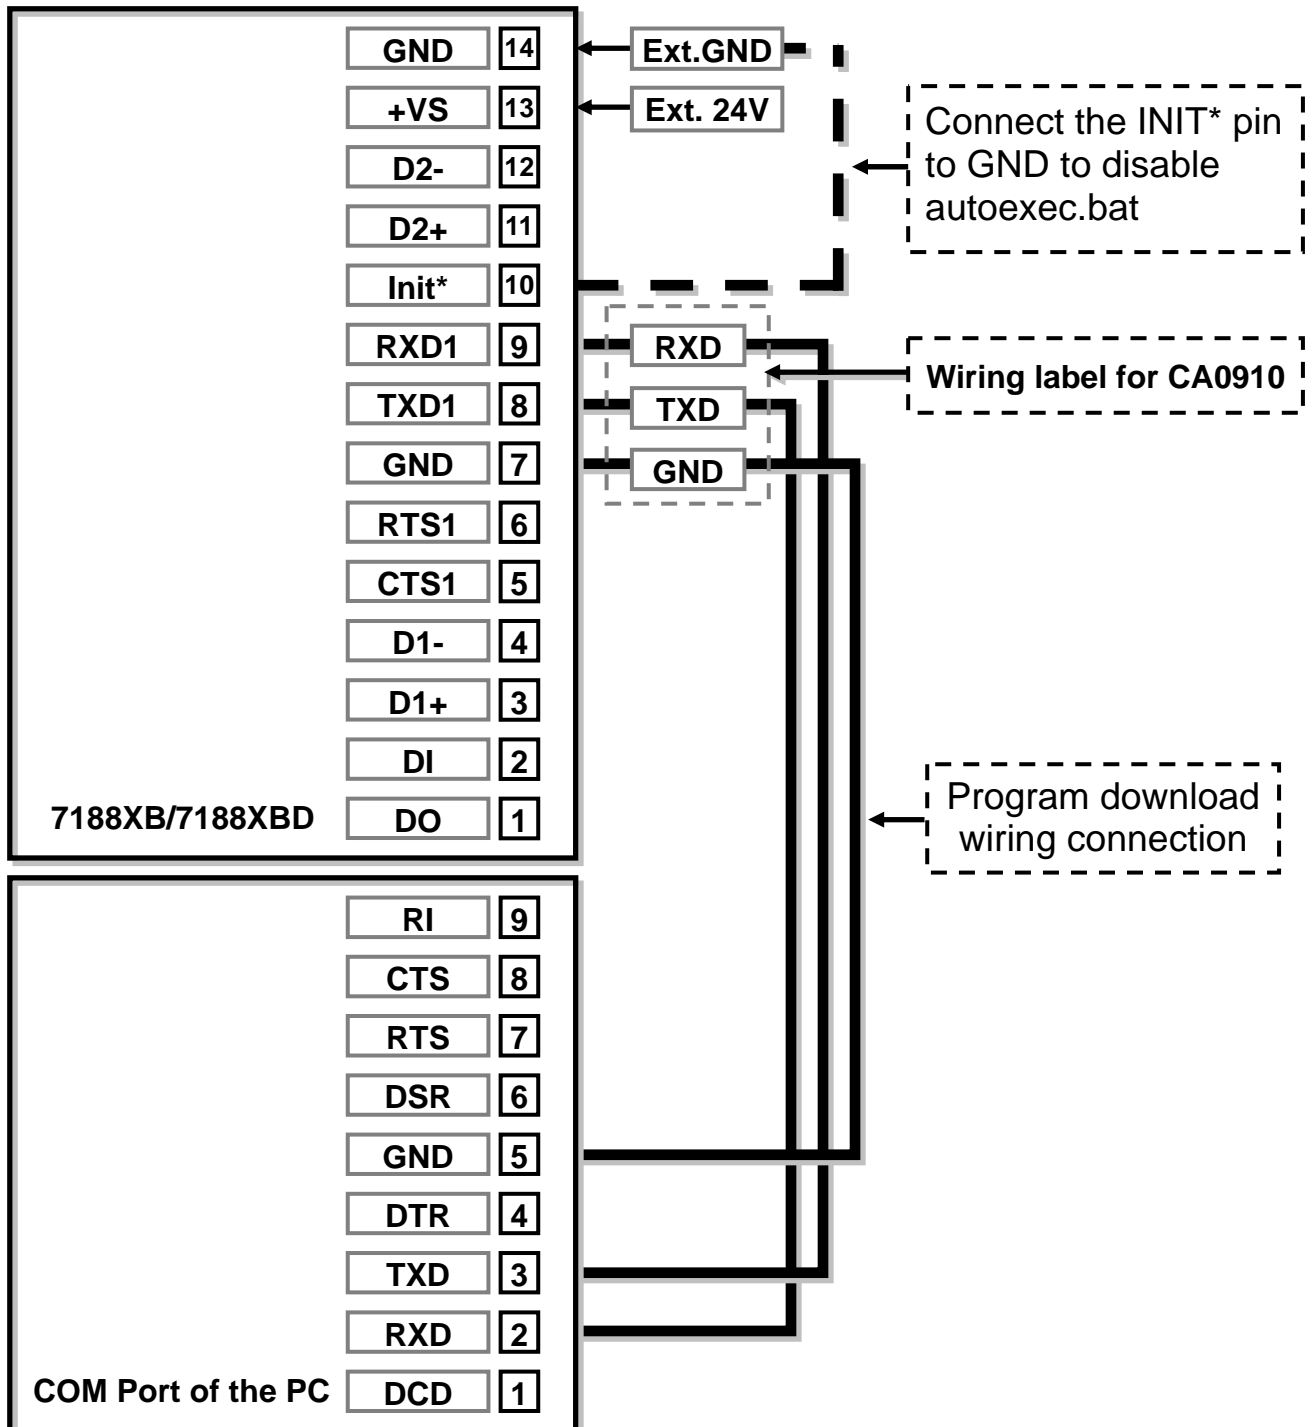 GND 14 Ext.GND
+VS 13 Ext. 24V
Connect the INIT* pin
to GND to disable
autoexec.bat
D2- 12
D2+ 11
Init* 10
RXD1 9 RXD
Wiring label for CA0910
TXD1 8 TXD
GND 7 GND
RTS1 6
CTS1 5
D1- 4
D1+ 3
DI 2
Program download
wiring connection
7188XB/7188XBD DO 1
RI 9
CTS 8
RTS 7
DSR 6
GND 5
DTR 4
TXD 3
RXD 2
COM Port of the PC DCD 1